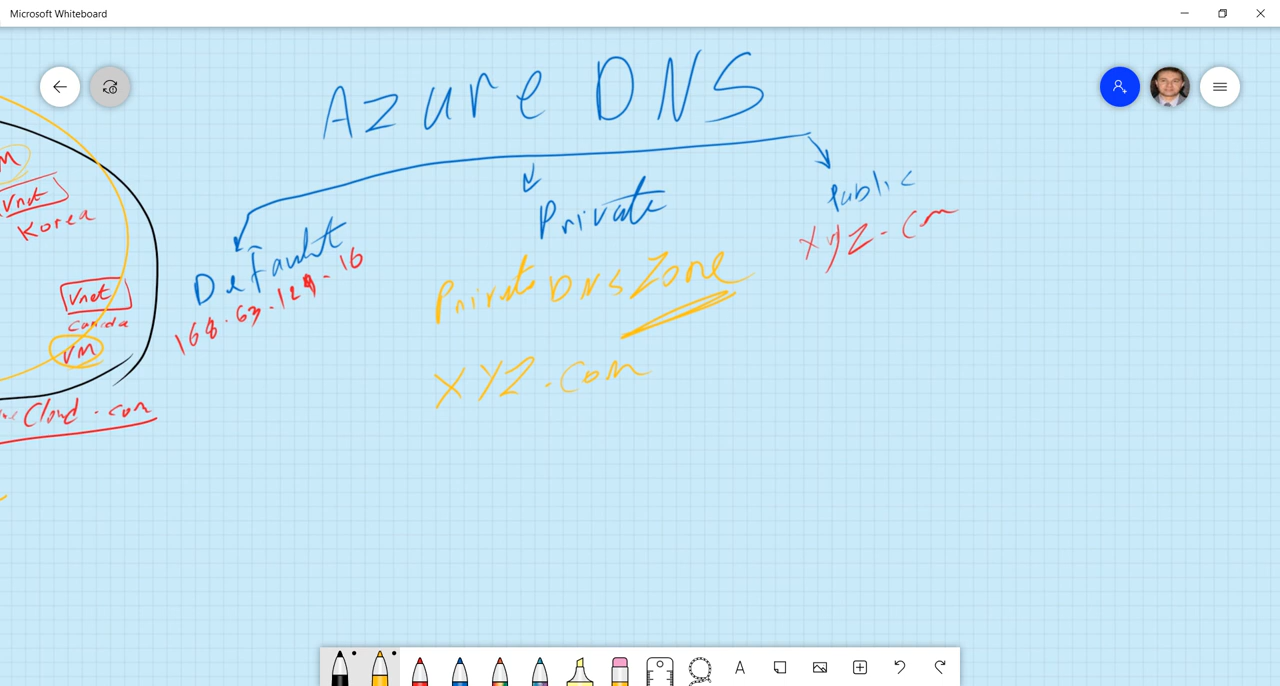 Microsoft Whiteboard
Azure DNS
Default
168.63.129.16
Private
Private DNS Zone
XYZ.com
Public
XYZ.com
M
Vnet
Korea
Vnet
Canada
VM
Cloud.com
A